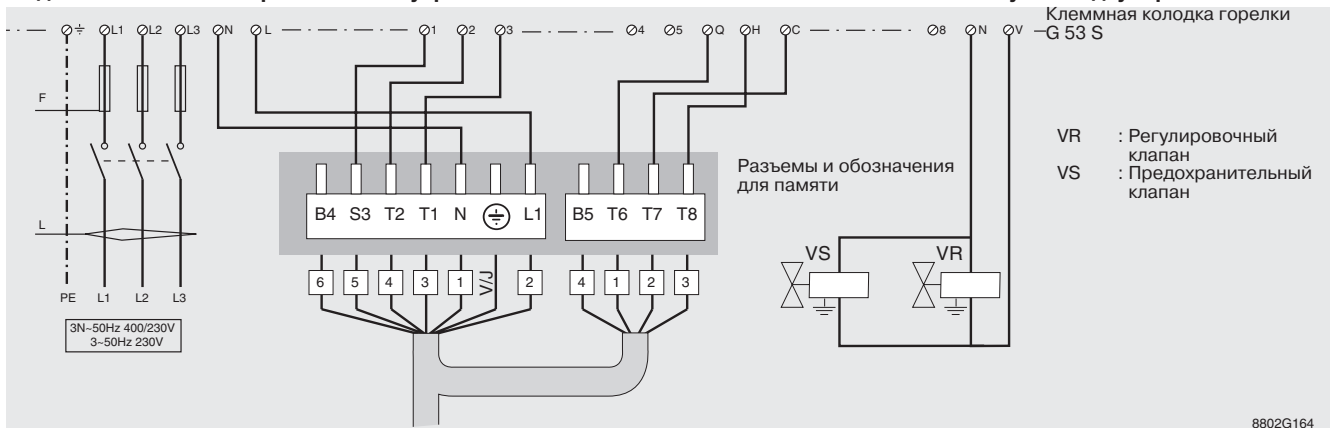 L1 L2 L3 N L 1 2 3 4 5 Q H C 8 N V
Клеммная колодка горелки
G 53 S
F
VR : Регулировочный
клапан
VS : Предохранительный
клапан
Разъемы и обозначения
для памяти
B4 S3 T2 T1 N L1 B5 T6 T7 T8
L
VS VR
6 5 4 3 1 V/J 2 4 1 2 3
PE L1 L2 L3
3N~50Hz 400/230V
3~50Hz 230V
8802G164